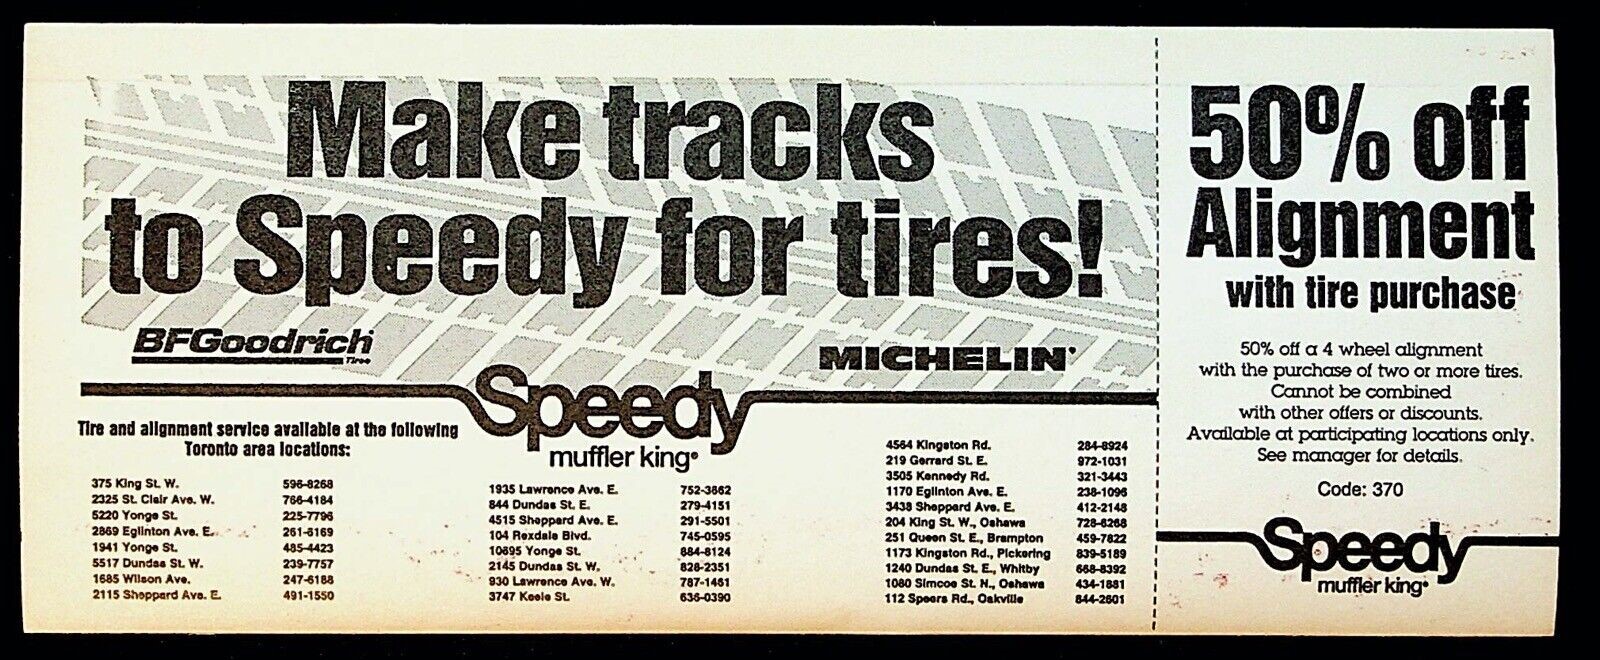 Make tracks
to Speedy for tires!
BFGoodrich
Tires
MICHELIN®
Speedy
muffler king®
Tire and alignment service available at the following
Toronto area locations:
375 King St. W. 596-8268
2325 St. Clair Ave. W. 766-4184
5220 Yonge St. 225-7796
2869 Eglinton Ave. E. 261-6169
1941 Yonge St. 485-4423
5517 Dundas St. W. 239-7757
1685 Wilson Ave. 247-6188
2115 Sheppard Ave. E. 491-1550
1935 Lawrence Ave. E. 752-3662
844 Dundas St. E. 279-4151
4515 Sheppard Ave. E. 291-5501
104 Rexdale Blvd. 745-0595
10695 Yonge St. 884-8124
2145 Dundas St. W. 828-2351
930 Lawrence Ave. W. 787-1461
3747 Keele St. 636-0390
4564 Kingston Rd. 284-8924
219 Gerrard St. E. 972-1031
3505 Kennedy Rd. 321-3443
1170 Eglinton Ave. E. 238-1096
3438 Sheppard Ave. E. 412-2148
204 King St. W., Oshawa 728-6268
251 Queen St. E., Brampton 459-7822
1173 Kingston Rd., Pickering 839-5189
1240 Dundas St. E., Whitby 668-8392
1080 Simcoe St. N., Oshawa 434-1881
112 Speers Rd., Oakville 844-2601
50% off
Alignment
with tire purchase
50% off a 4 wheel alignment
with the purchase of two or more tires.
Cannot be combined
with other offers or discounts.
Available at participating locations only.
See manager for details.
Code: 370
Speedy
muffler king®